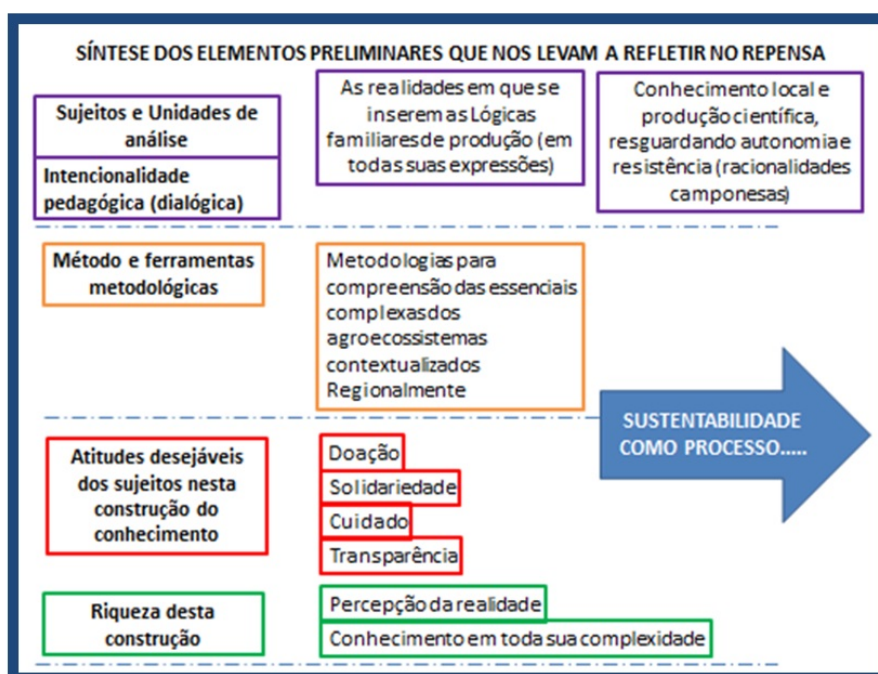 SÍNTESE DOS ELEMENTOS PRELIMINARES QUE NOS LEVAM A REFLETIR NO REPENSA
Sujeitos e Unidades de
análise
Intencionalidade
pedagógica (dialógica)
As realidades em que se
inserem as Lógicas
familiares de produção (em
todas suas expressões)
Conhecimento local e
produção científica,
resguardando autonomia e
resistência (racionalidades
camponesas)
Método e ferramentas
metodológicas
Metodologias para
compreensão das essenciais
complexas dos
agroecossistemas
contextualizados
Regionalmente
SUSTENTABILIDADE
COMO PROCESSO.....
Atitudes desejáveis
dos sujeitos nesta
construção do
conhecimento
Doação
Solidariedade
Cuidado
Transparência
Riqueza desta
construção
Percepção da realidade
Conhecimento em toda sua complexidade